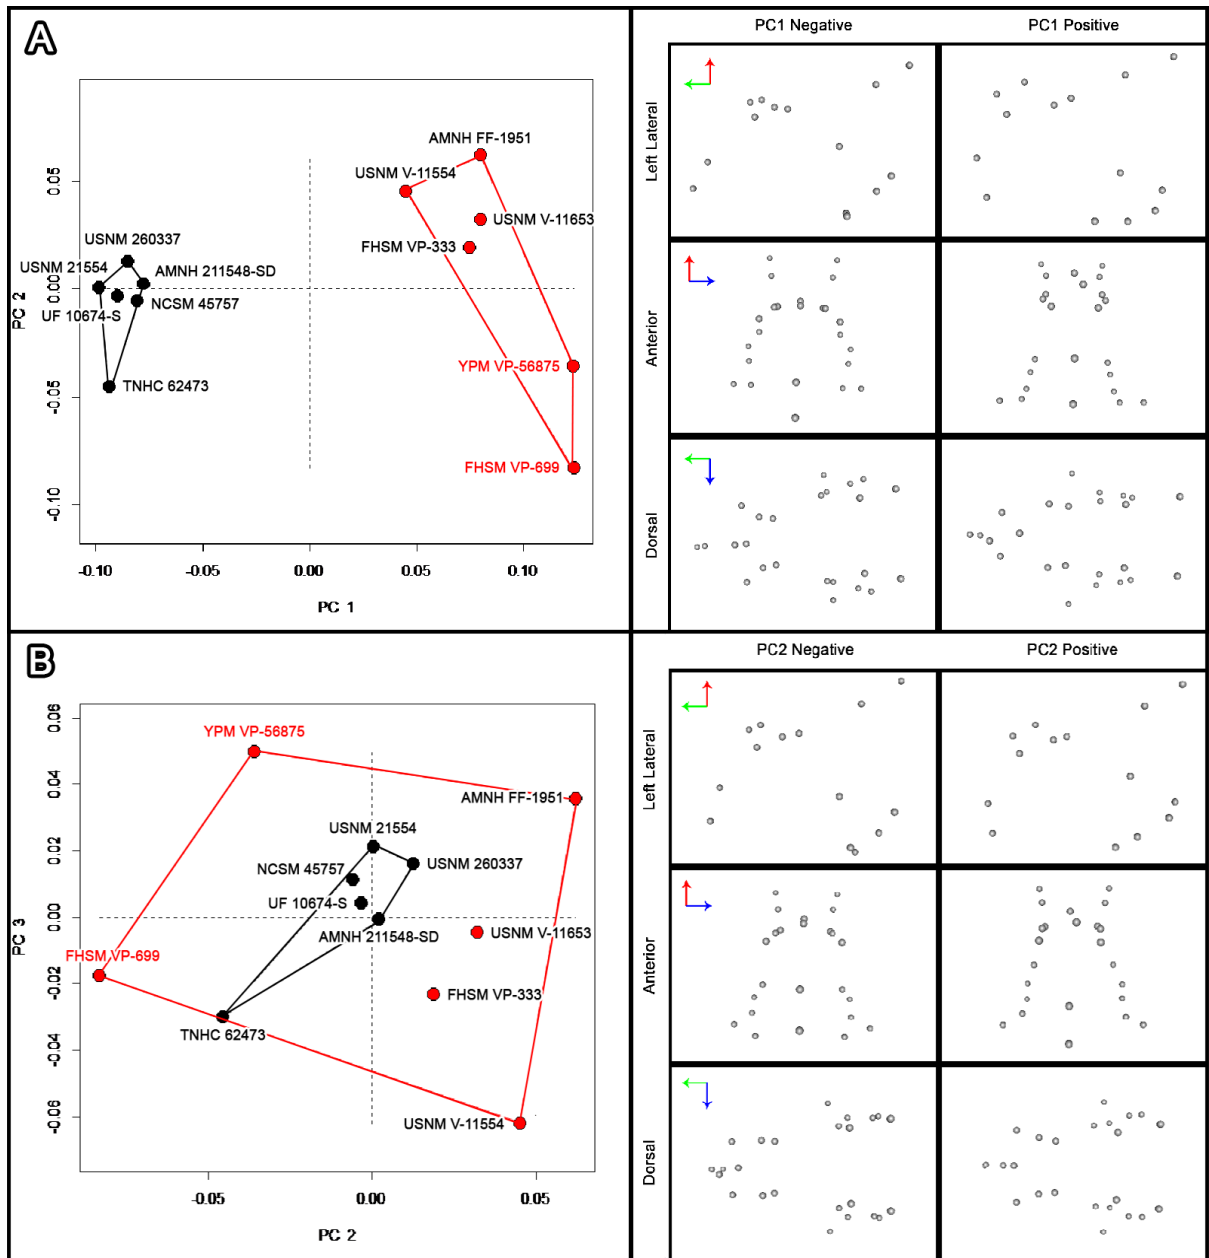 A
PC1 Negative
PC1 Positive
AMNH FF-1951
USNM V-11554
USNM V-11653
FHSM VP-333
USNM 260337
USNM 21554
AMNH 211548-SD
UF 10674-S
NCSM 45757
TNHC 62473
YPM VP-56875
FHSM VP-699
0.05
0.00
-0.05
-0.10
PC 2
-0.10
-0.05
0.00
0.05
0.10
PC 1
Left Lateral
Anterior
Dorsal
B
PC2 Negative
PC2 Positive
YPM VP-56875
AMNH FF-1951
USNM 21554
NCSM 45757
USNM 260337
UF 10674-S
AMNH 211548-SD
USNM V-11653
FHSM VP-699
FHSM VP-333
TNHC 62473
USNM V-11554
0.06
0.04
0.02
0.00
-0.02
-0.04
-0.06
PC 3
-0.05
0.00
0.05
PC 2
Left Lateral
Anterior
Dorsal